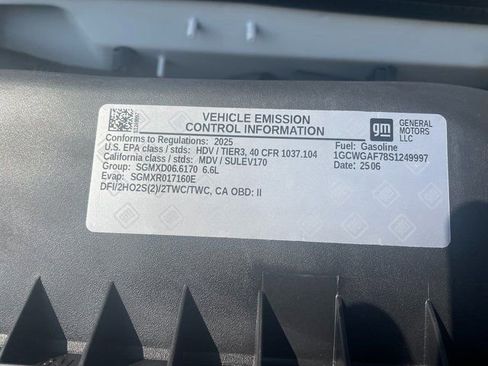 VEHICLE EMISSION
CONTROL INFORMATION
gm
GENERAL
MOTORS
LLC
Conforms to Regulations: 2025
Fuel: Gasoline
U.S. EPA class / stds: HDV / TIER3, 40 CFR 1037.104
1GCWGAF78S1249997
California class / stds: MDV / SULEV170
Date: 25 06
Group: SGMXD06.6170 6.6L
Evap: SGMXR017160E
DFI/2HO2S(2)/2TWC/TWC, CA OBD: II